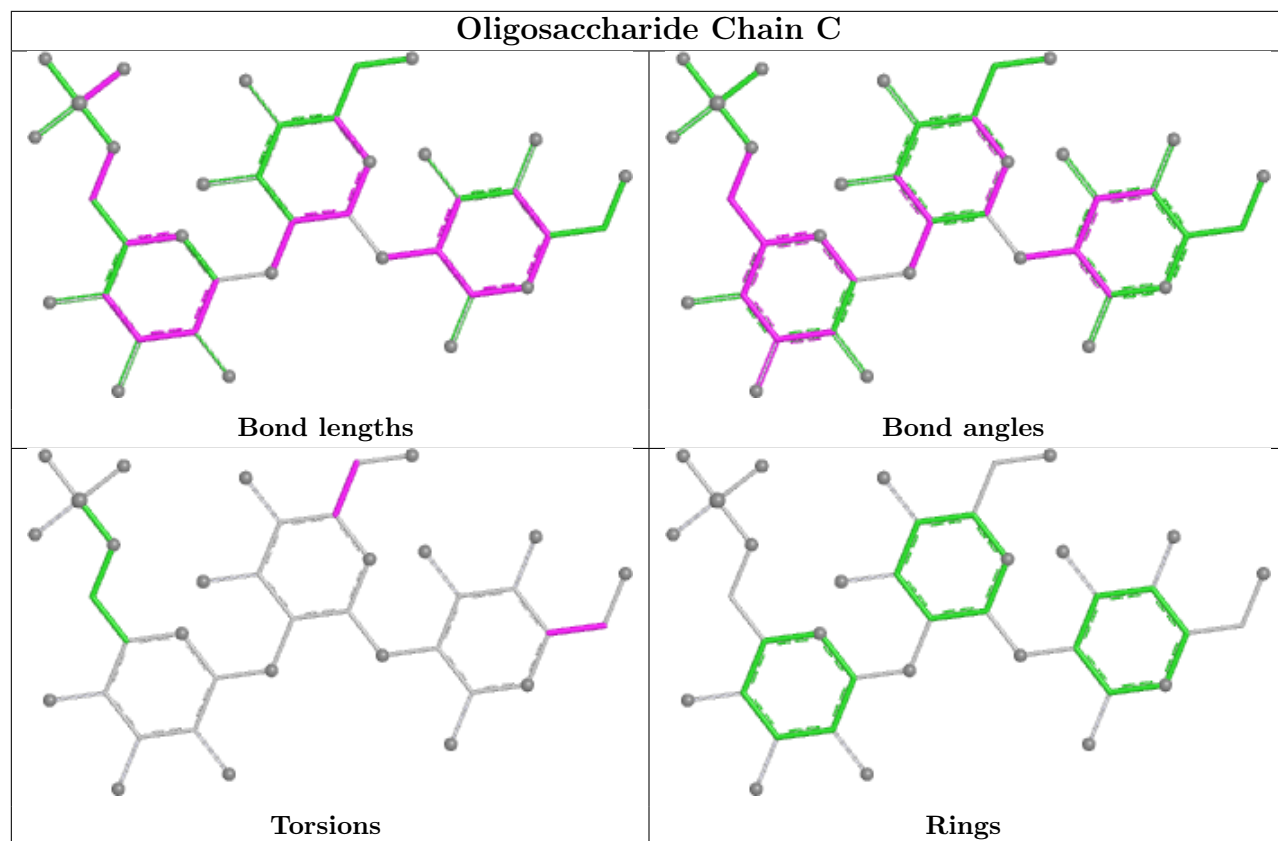 Oligosaccharide Chain C
Bond lengths
Bond angles
Torsions
Rings